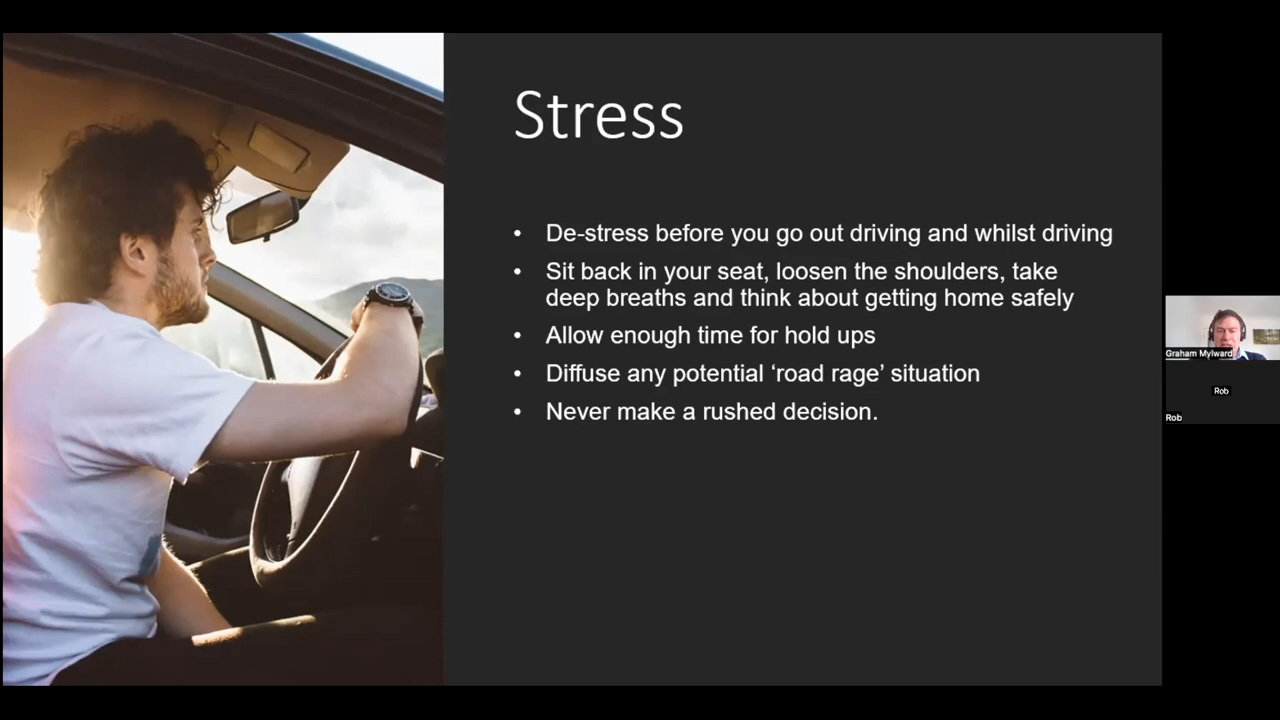 Stress
• De-stress before you go out driving and whilst driving
• Sit back in your seat, loosen the shoulders, take
deep breaths and think about getting home safely
• Allow enough time for hold ups
• Diffuse any potential ‘road rage’ situation
• Never make a rushed decision.
Graham Mylward
Rob
Rob